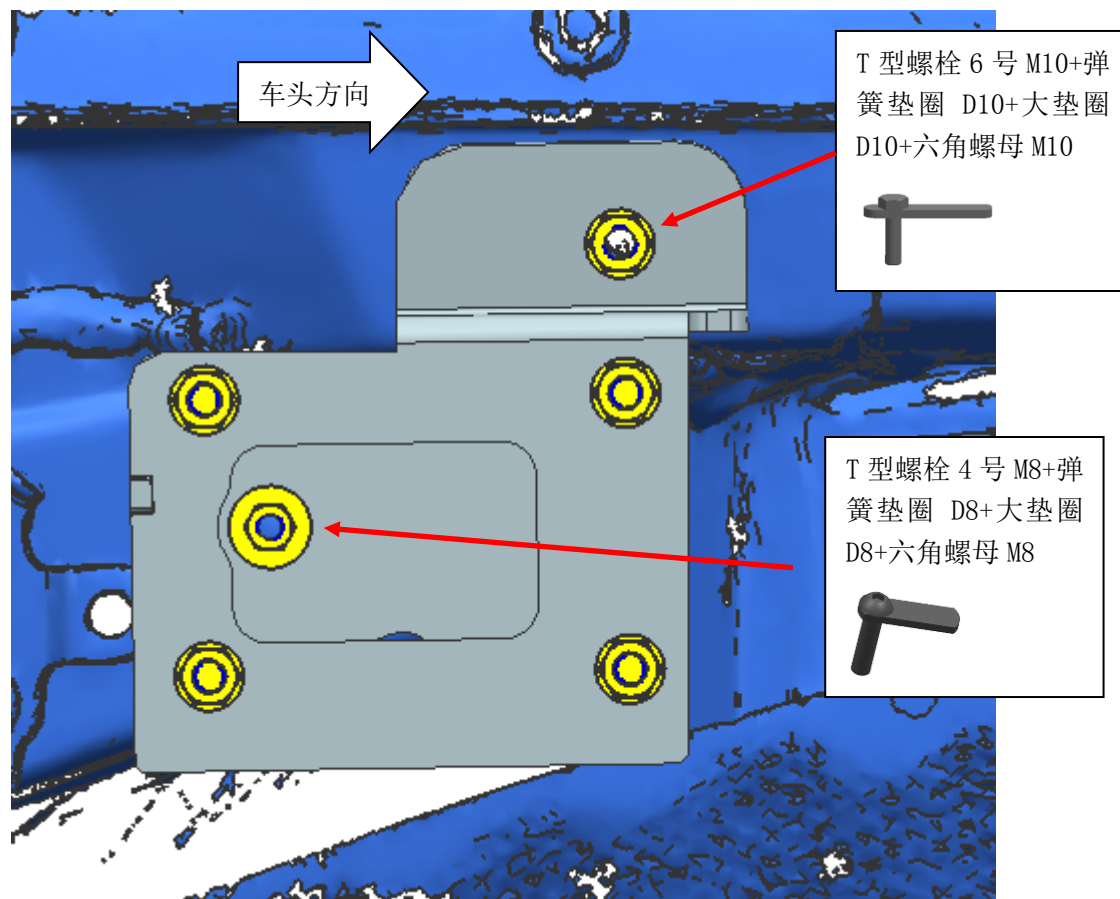 车头方向
T 型螺栓 6 号 M10+弹
簧垫圈 D10+大垫圈
D10+六角螺母 M10
T 型螺栓 4 号 M8+弹
簧垫圈 D8+大垫圈
D8+六角螺母 M8